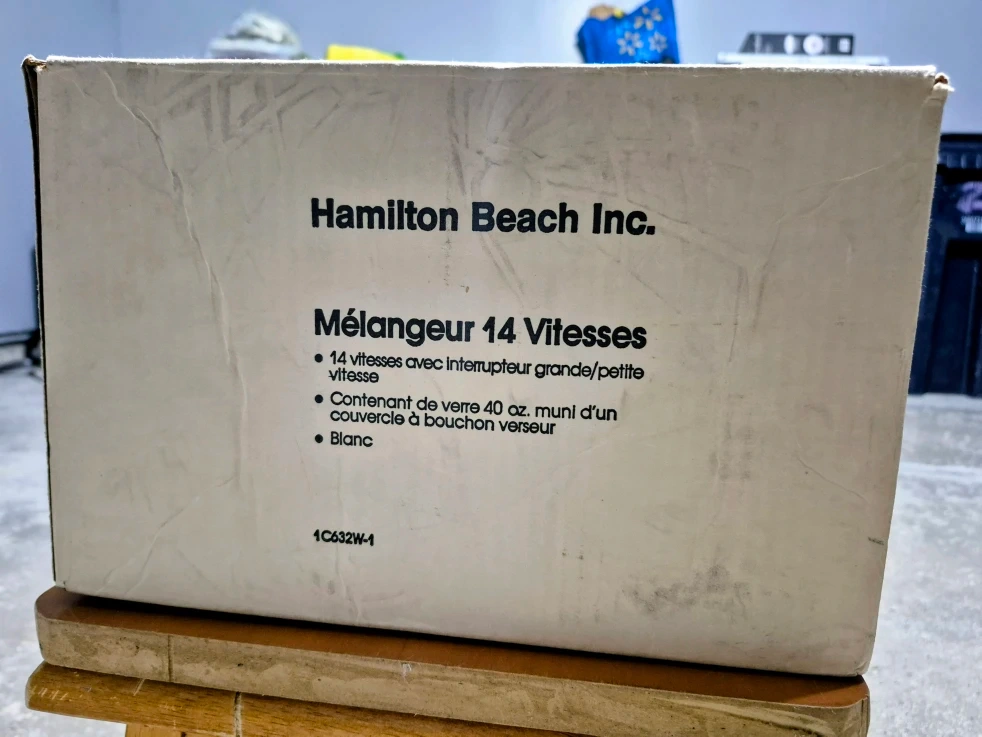 Hamilton Beach Inc.
Mélangeur 14 Vitesses
• 14 vitesses avec interrupteur grande/petite
vitesse
• Contenant de verre 40 oz. muni d'un
couvercle à bouchon verseur
• Blanc
1C632W-1